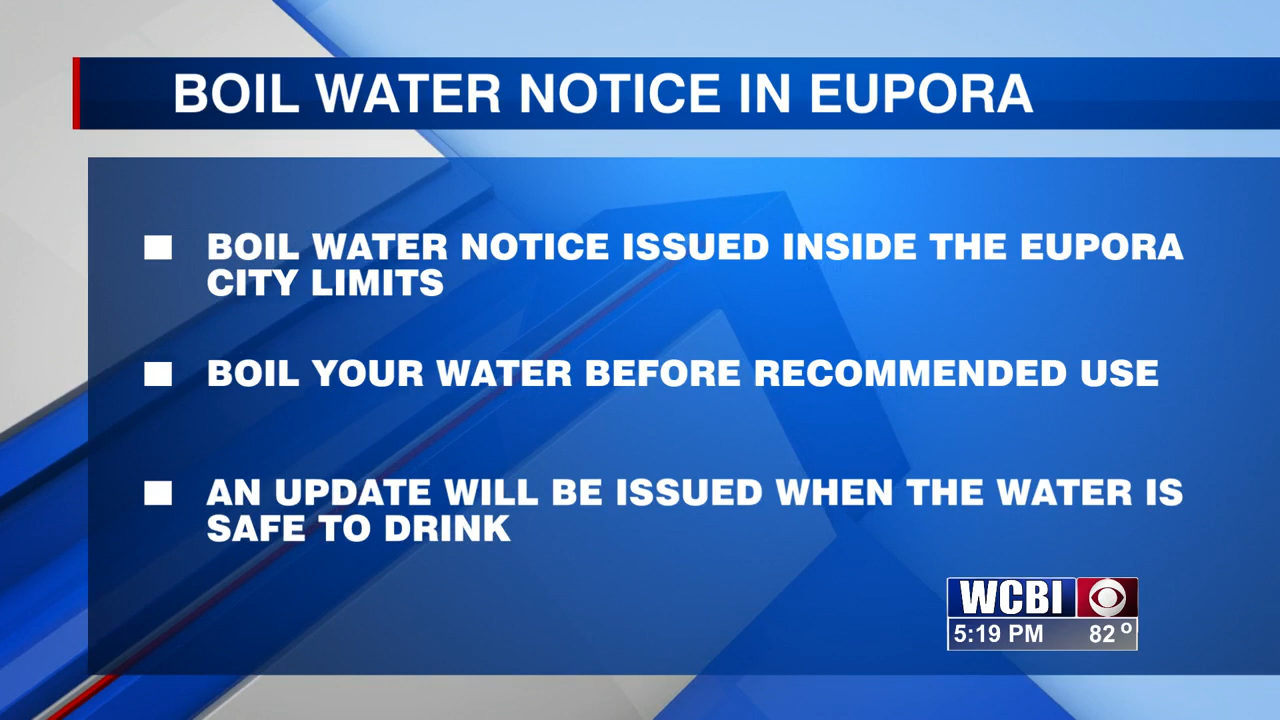 BOIL WATER NOTICE IN EUPORA
■ BOIL WATER NOTICE ISSUED INSIDE THE EUPORA
CITY LIMITS
■ BOIL YOUR WATER BEFORE RECOMMENDED USE
■ AN UPDATE WILL BE ISSUED WHEN THE WATER IS
SAFE TO DRINK
WCBI
5:19 PM 82°